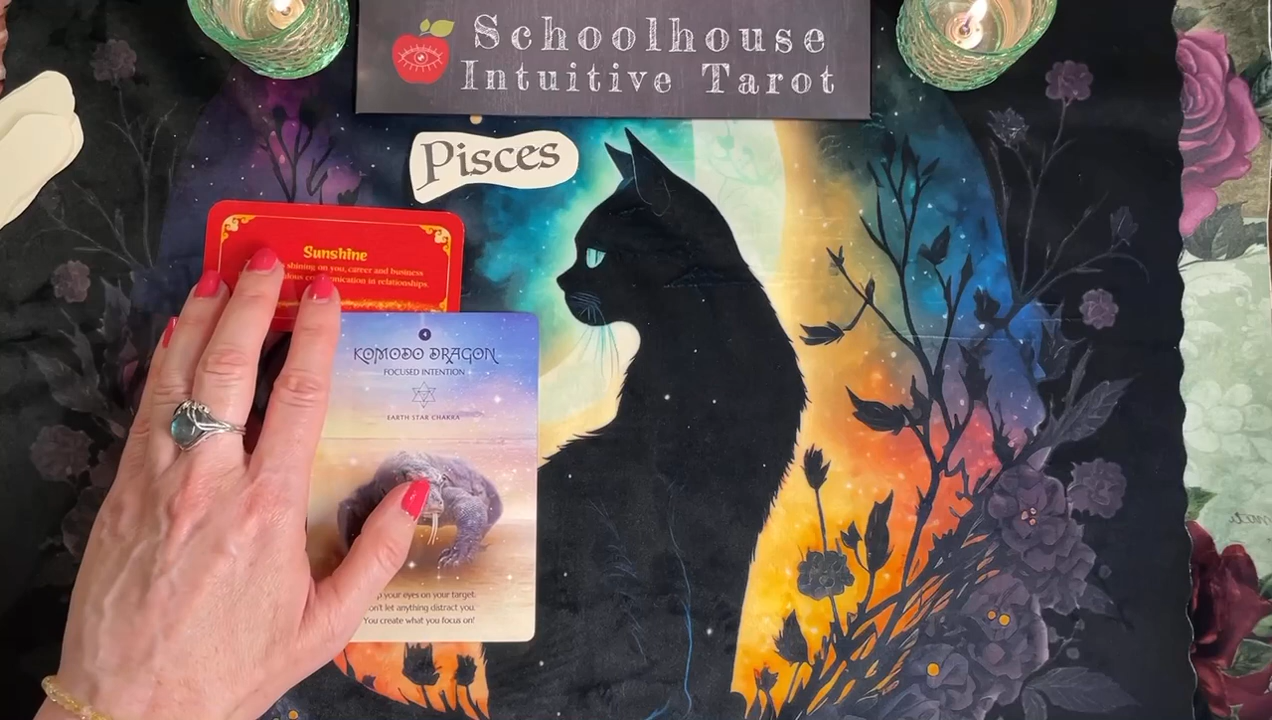 Schoolhouse
Intuitive Tarot
Pisces
Sunshine
shining on you, career and business
in relationships.
4
KOMODO DRAGON
FOCUSED INTENTION
EARTH STAR CHAKRA
your eyes on your target.
let anything distract you.
You create what you focus on!